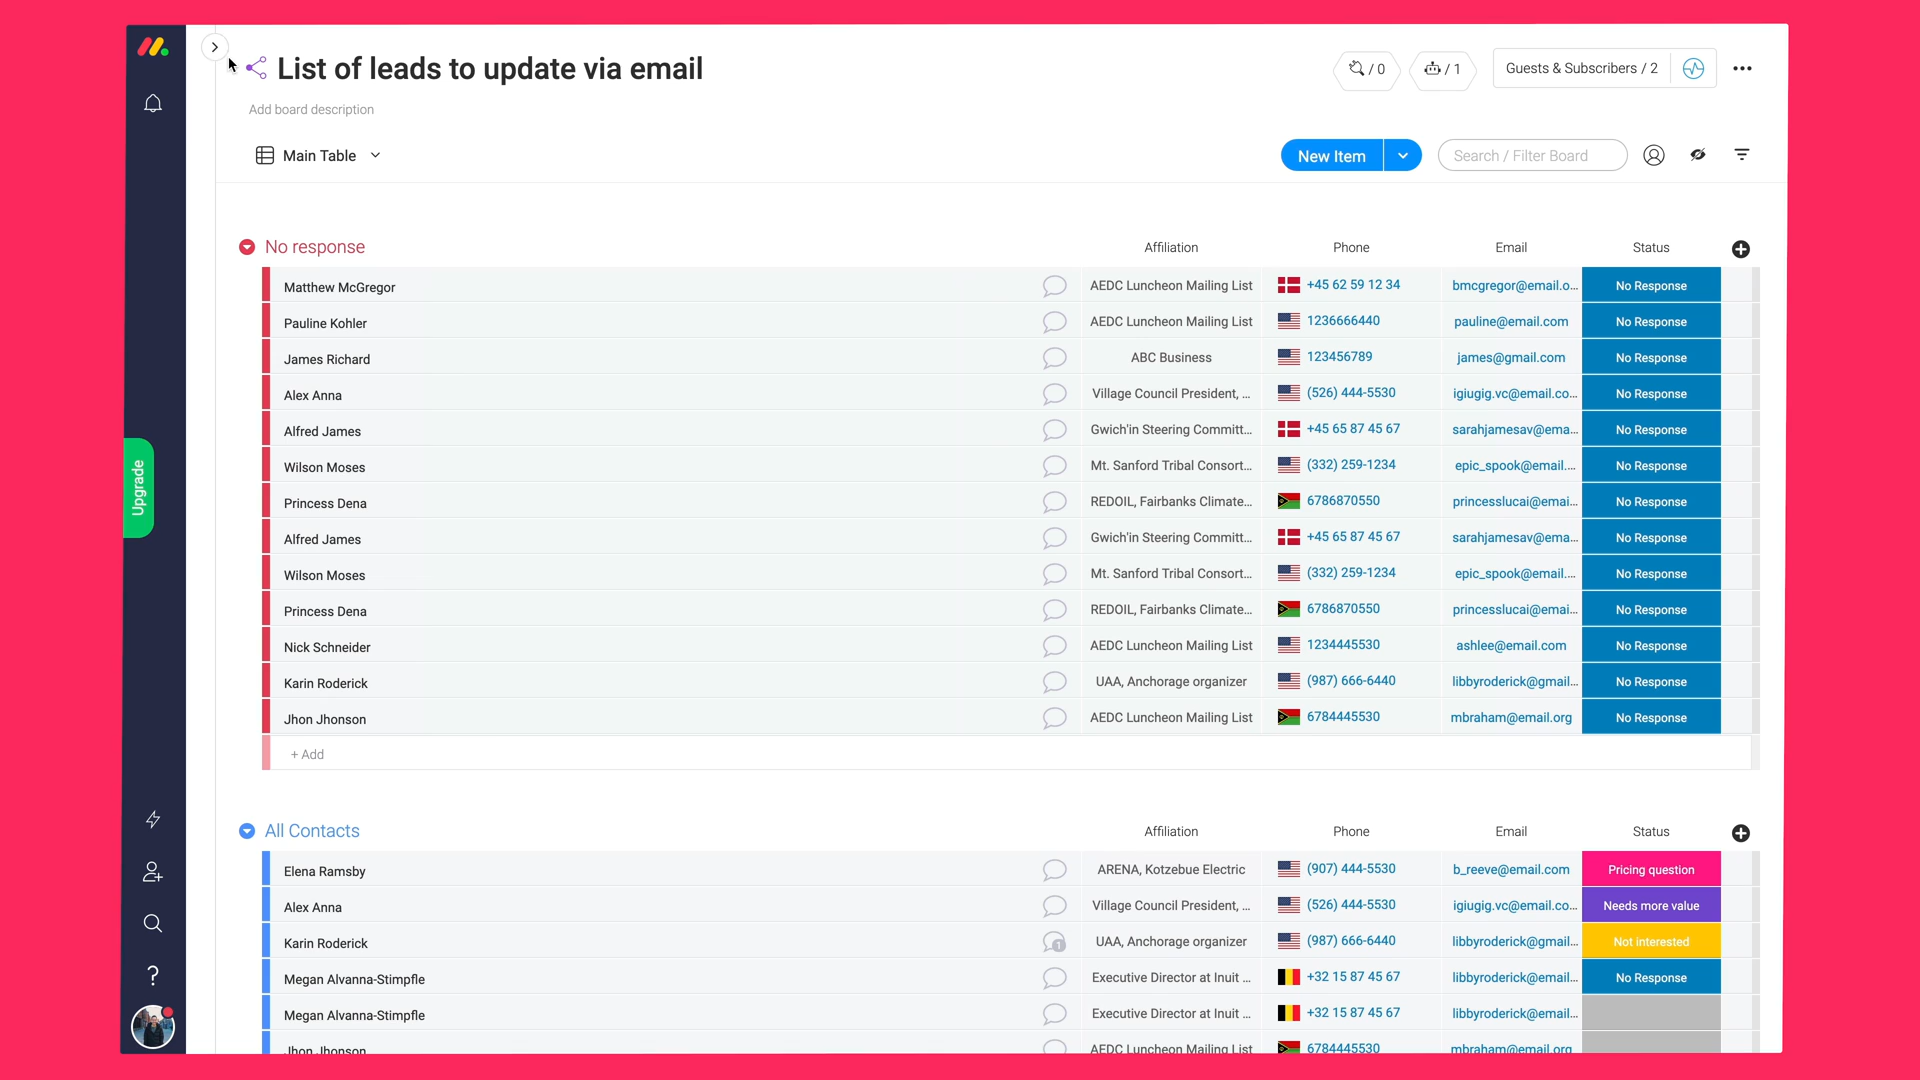 List of leads to update via email
/ 0
/ 1
Guests & Subscribers / 2
Add board description
Main Table
New Item
Search / Filter Board
Upgrade
No response Affiliation Phone Email Status
Matthew McGregor AEDC Luncheon Mailing List +45 62 59 12 34 bmcgregor@email.o... No Response
Pauline Kohler AEDC Luncheon Mailing List 1236666440 pauline@email.com No Response
James Richard ABC Business 123456789 james@gmail.com No Response
Alex Anna Village Council President, ... (526) 444-5530 igiugig.vc@email.co... No Response
Alfred James Gwich'in Steering Committ... +45 65 87 45 67 sarahjamesav@ema... No Response
Wilson Moses Mt. Sanford Tribal Consort... (332) 259-1234 epic_spook@email.... No Response
Princess Dena REDOIL, Fairbanks Climate... 6786870550 princesslucai@emai... No Response
Alfred James Gwich'in Steering Committ... +45 65 87 45 67 sarahjamesav@ema... No Response
Wilson Moses Mt. Sanford Tribal Consort... (332) 259-1234 epic_spook@email.... No Response
Princess Dena REDOIL, Fairbanks Climate... 6786870550 princesslucai@emai... No Response
Nick Schneider AEDC Luncheon Mailing List 1234445530 ashlee@email.com No Response
Karin Roderick UAA, Anchorage organizer (987) 666-6440 libbyroderick@gmail... No Response
Jhon Jhonson AEDC Luncheon Mailing List 6784445530 mbraham@email.org No Response
+ Add
All Contacts Affiliation Phone Email Status
Elena Ramsby ARENA, Kotzebue Electric (907) 444-5530 b_reeve@email.com Pricing question
Alex Anna Village Council President, ... (526) 444-5530 igiugig.vc@email.co... Needs more value
Karin Roderick 1 UAA, Anchorage organizer (987) 666-6440 libbyroderick@gmail... Not interested
Megan Alvanna-Stimpfle Executive Director at Inuit ... +32 15 87 45 67 libbyroderick@email... No Response
Megan Alvanna-Stimpfle Executive Director at Inuit ... +32 15 87 45 67 libbyroderick@email...
Jhon Jhonson AEDC Luncheon Mailing List 6784445530 mbraham@email.org